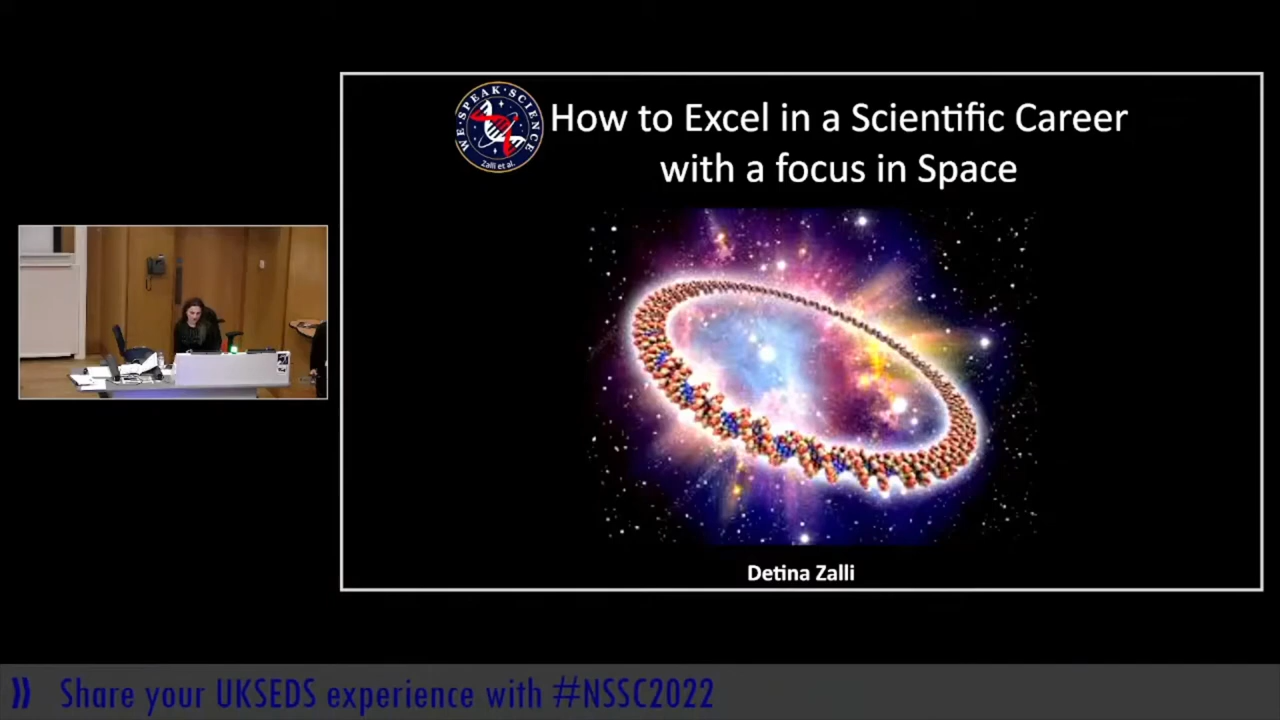 WE·SPEAK·SCIENCE
Zalli et al.
How to Excel in a Scientific Career
with a focus in Space
Detina Zalli
Share your UKSEDS experience with #NSSC2022